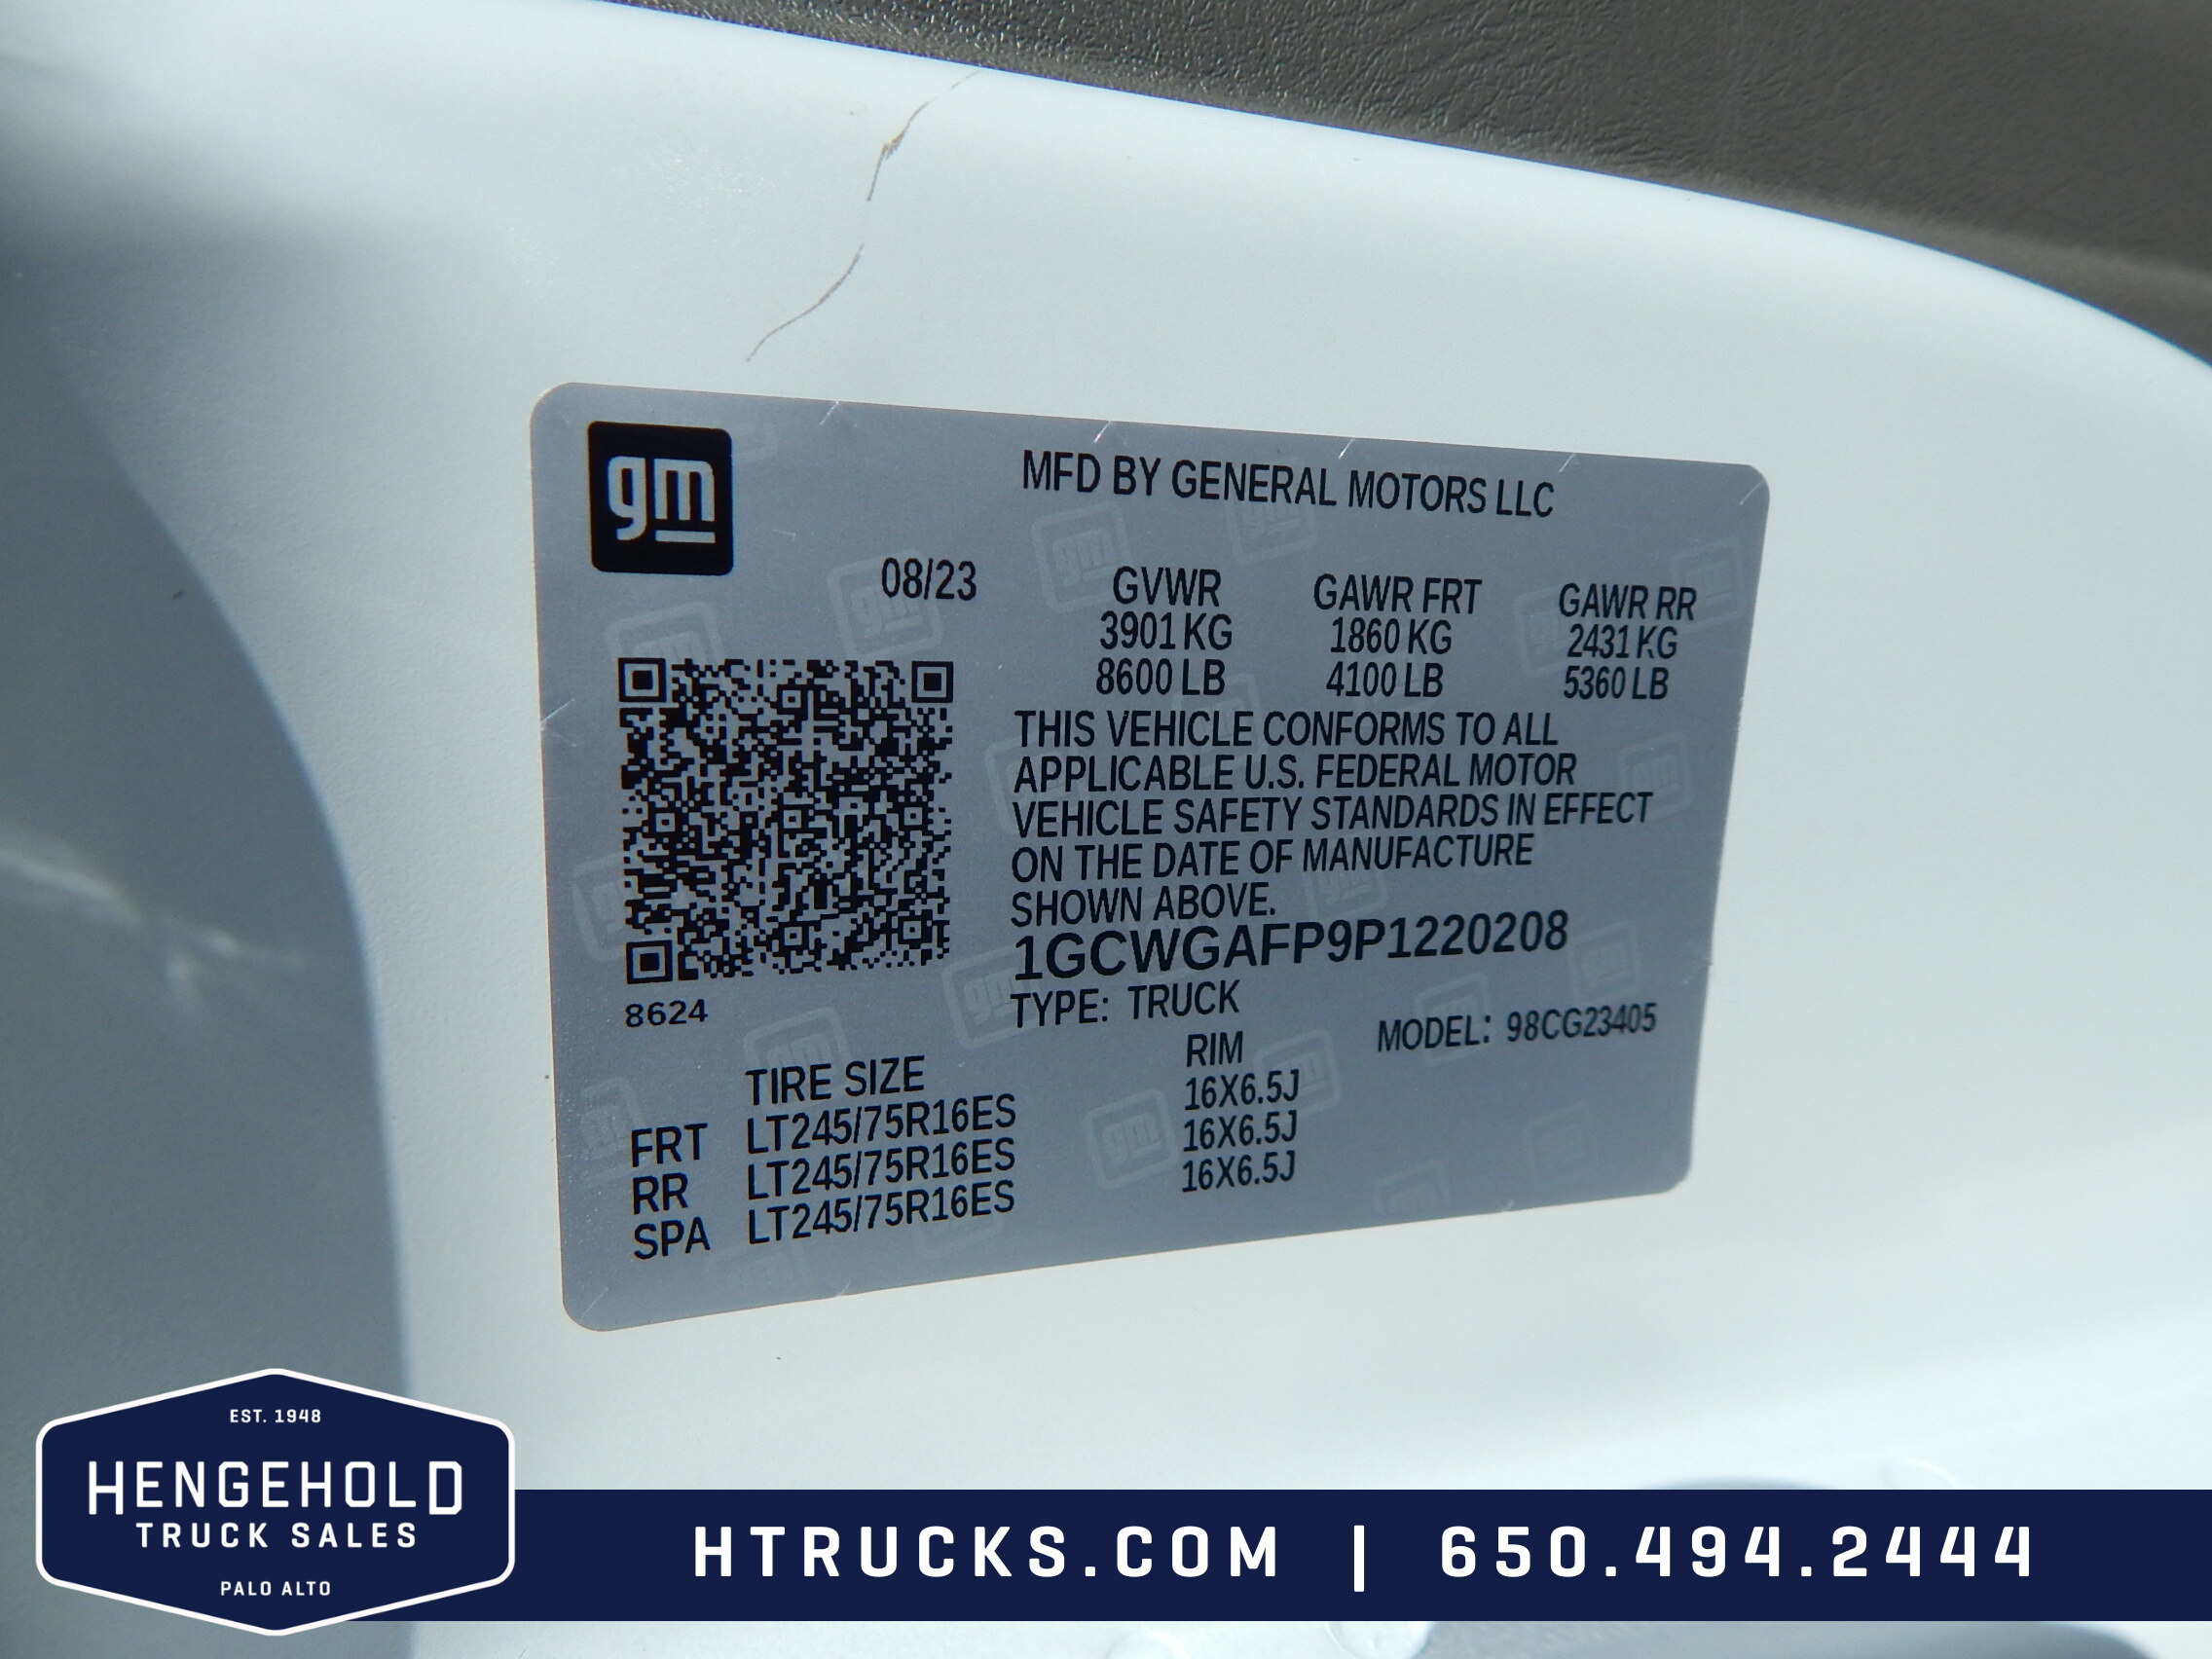 gm
MFD BY GENERAL MOTORS LLC
08/23 GVWR GAWR FRT GAWR RR
3901 KG 1860 KG 2431 KG
8600 LB 4100 LB 5360 LB
THIS VEHICLE CONFORMS TO ALL
APPLICABLE U.S. FEDERAL MOTOR
VEHICLE SAFETY STANDARDS IN EFFECT
ON THE DATE OF MANUFACTURE
SHOWN ABOVE.
1GCWGAFP9P1220208
8624
TYPE: TRUCK
MODEL: 98CG23405
TIRE SIZE RIM
FRT LT245/75R16ES 16X6.5J
RR LT245/75R16ES 16X6.5J
SPA LT245/75R16ES 16X6.5J
EST. 1948
HENGEHOLD
TRUCK SALES
PALO ALTO
HTRUCKS.COM | 650.494.2444